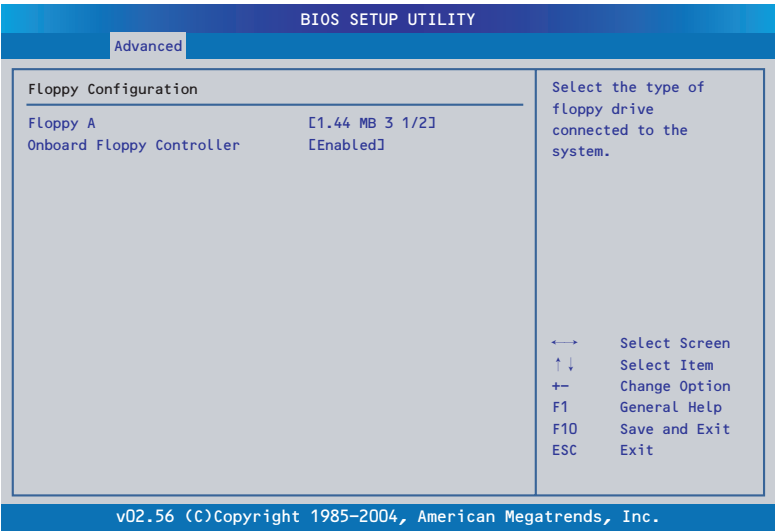 BIOS SETUP UTILITY
Advanced
Floppy Configuration
Floppy A [1.44 MB 3 1/2]
Onboard Floppy Controller [Enabled]
Select the type of
floppy drive
connected to the
system.
←→ Select Screen
↑↓ Select Item
+- Change Option
F1 General Help
F10 Save and Exit
ESC Exit
v02.56 (C)Copyright 1985-2004, American Megatrends, Inc.